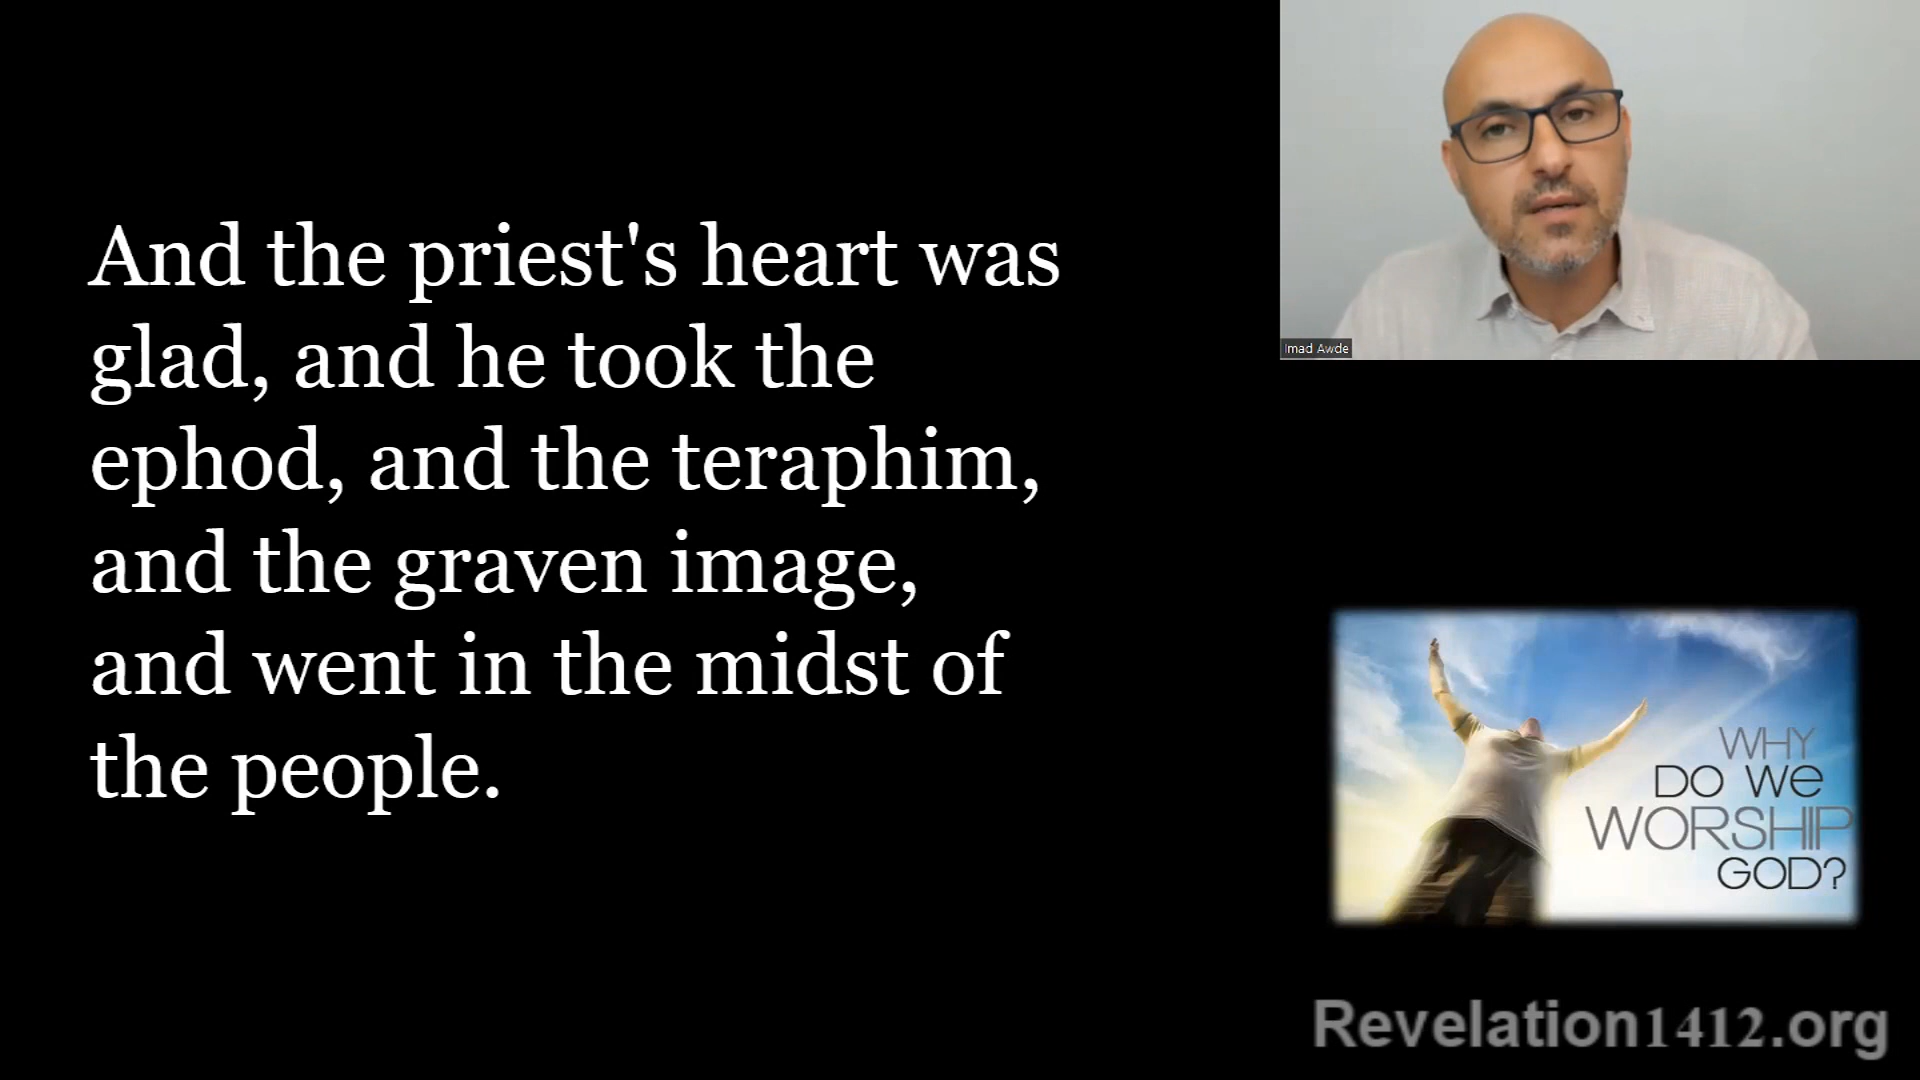 And the priest's heart was
glad, and he took the
ephod, and the teraphim,
and the graven image,
and went in the midst of
the people.
Imad Awde
WHY
DO WE
WORSHIP
GOD?
Revelation1412.org